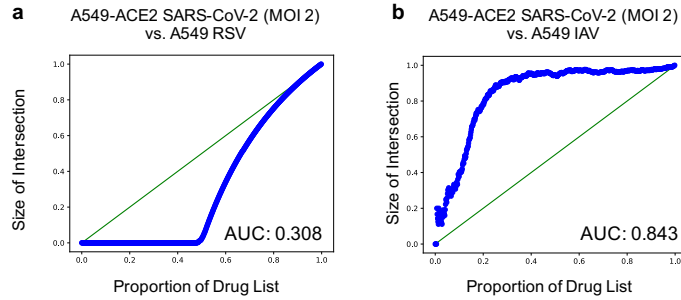 a
A549-ACE2 SARS-CoV-2 (MOI 2)
vs. A549 RSV
Size of Intersection
1.0
0.8
0.6
0.4
0.2
0.0
0.0 0.2 0.4 0.6 0.8 1.0
AUC: 0.308
Proportion of Drug List
b
A549-ACE2 SARS-CoV-2 (MOI 2)
vs. A549 IAV
Size of Intersection
1.0
0.8
0.6
0.4
0.2
0.0
0.0 0.2 0.4 0.6 0.8 1.0
AUC: 0.843
Proportion of Drug List